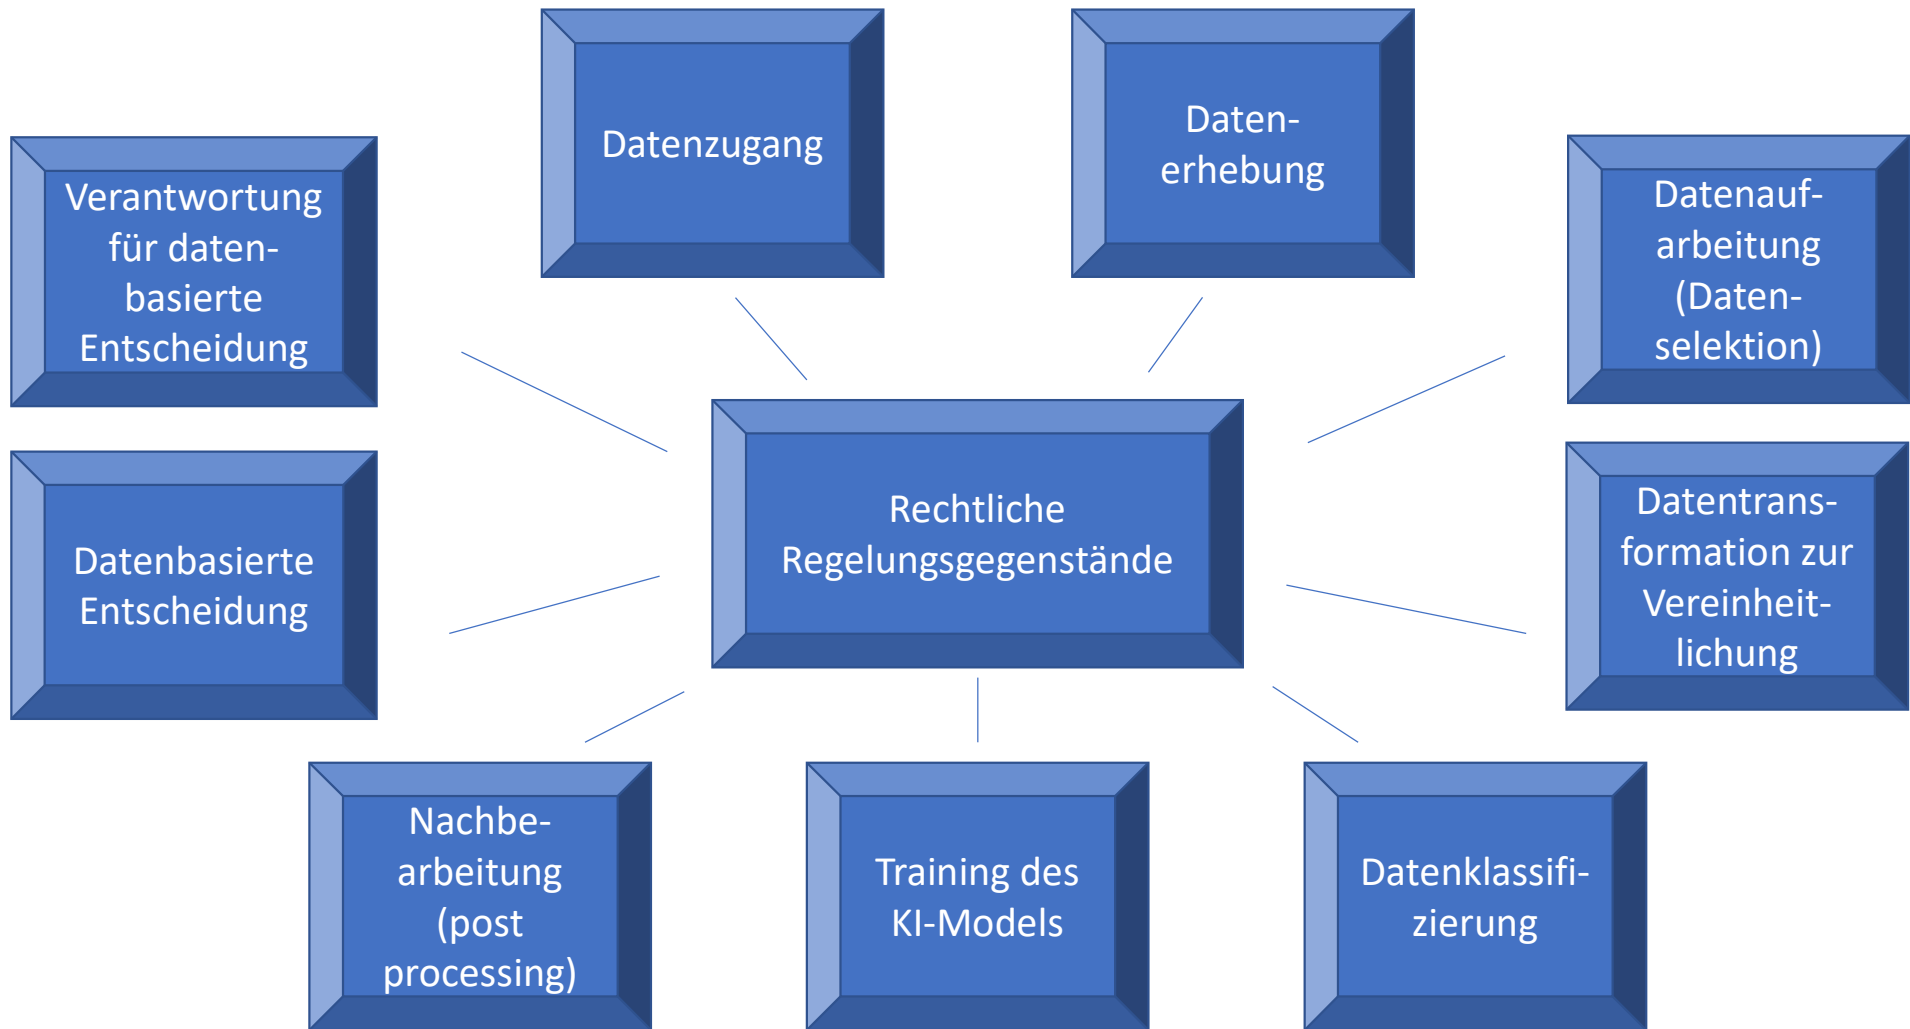 Datenzugang
Daten-
erhebung
Verantwortung
für daten-
basierte
Entscheidung
Datenauf-
arbeitung
(Daten-
selektion)
Rechtliche
Regelungsgegenstände
Datenbasierte
Entscheidung
Datentrans-
formation zur
Vereinheit-
lichung
Nachbe-
arbeitung
(post
processing)
Training des
KI-Models
Datenklassifi-
zierung